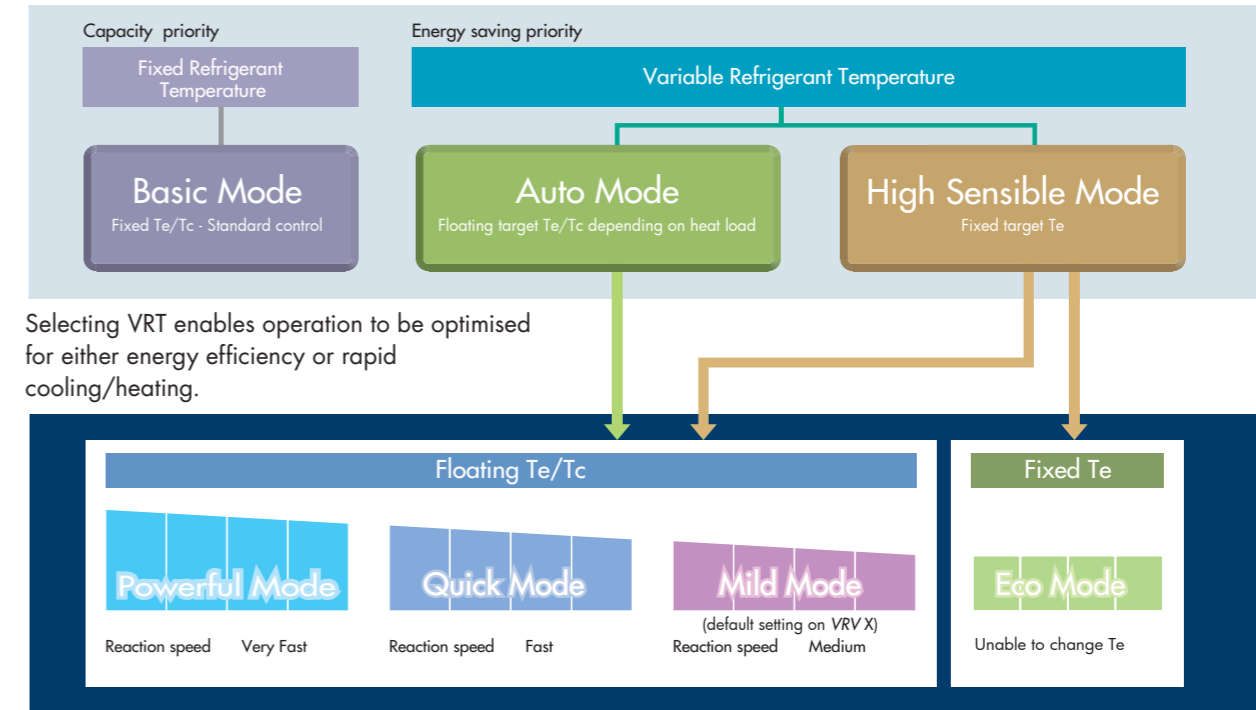 Capacity priority
Energy saving priority
Fixed Refrigerant
Temperature
Variable Refrigerant Temperature
Basic Mode
Fixed Te/Tc - Standard control
Auto Mode
Floating target Te/Tc depending on heat load
High Sensible Mode
Fixed target Te
Selecting VRT enables operation to be optimised
for either energy efficiency or rapid
cooling/heating.
Floating Te/Tc
Fixed Te
Powerful Mode
Quick Mode
Mild Mode
Eco Mode
(default setting on VRV X)
Reaction speed Very Fast
Reaction speed Fast
Reaction speed Medium
Unable to change Te